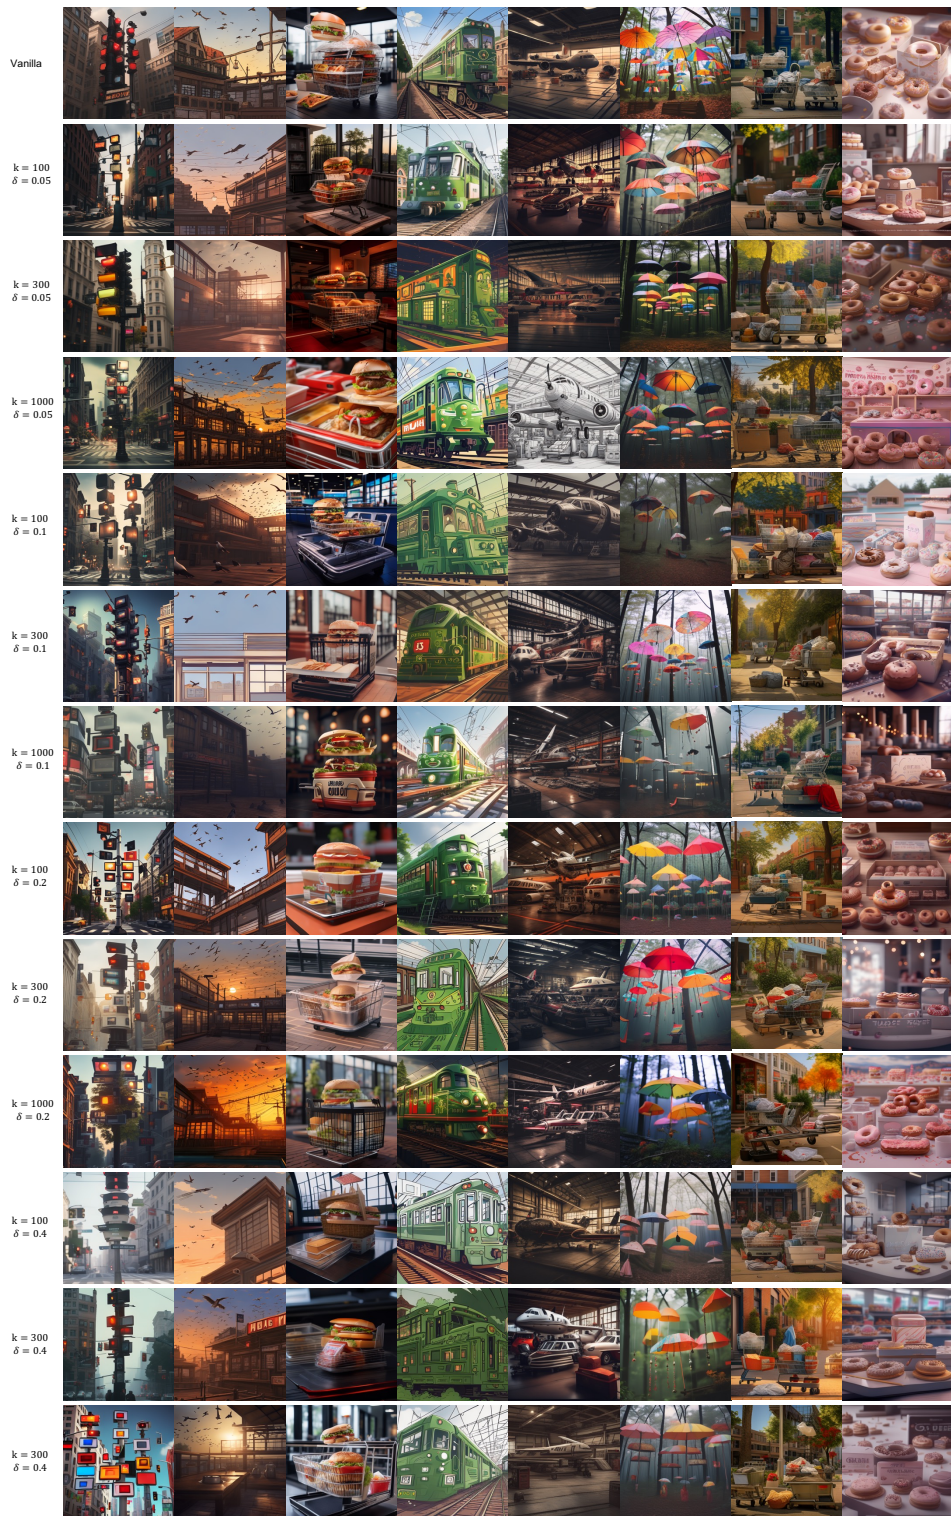 Vanilla
k = 100
δ = 0.05
k = 300
δ = 0.05
k = 1000
δ = 0.05
k = 100
δ = 0.1
k = 300
δ = 0.1
k = 1000
δ = 0.1
k = 100
δ = 0.2
k = 300
δ = 0.2
k = 1000
δ = 0.2
k = 100
δ = 0.4
k = 300
δ = 0.4
k = 300
δ = 0.4